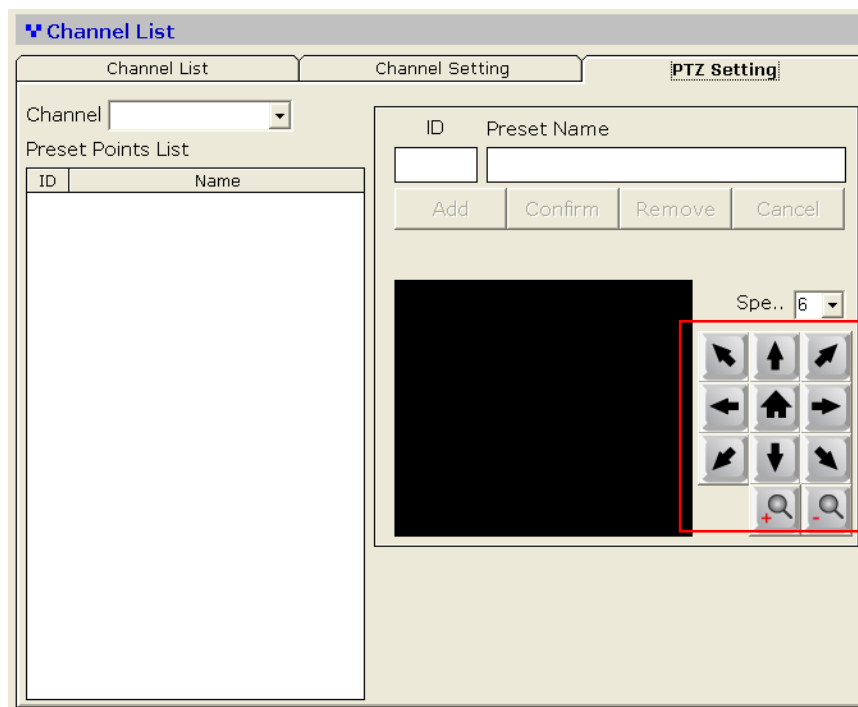 Channel List
Channel List Channel Setting PTZ Setting
Channel
Preset Points List
ID Name
ID Preset Name
Add Confirm Remove Cancel
Spe.. 6
+ -